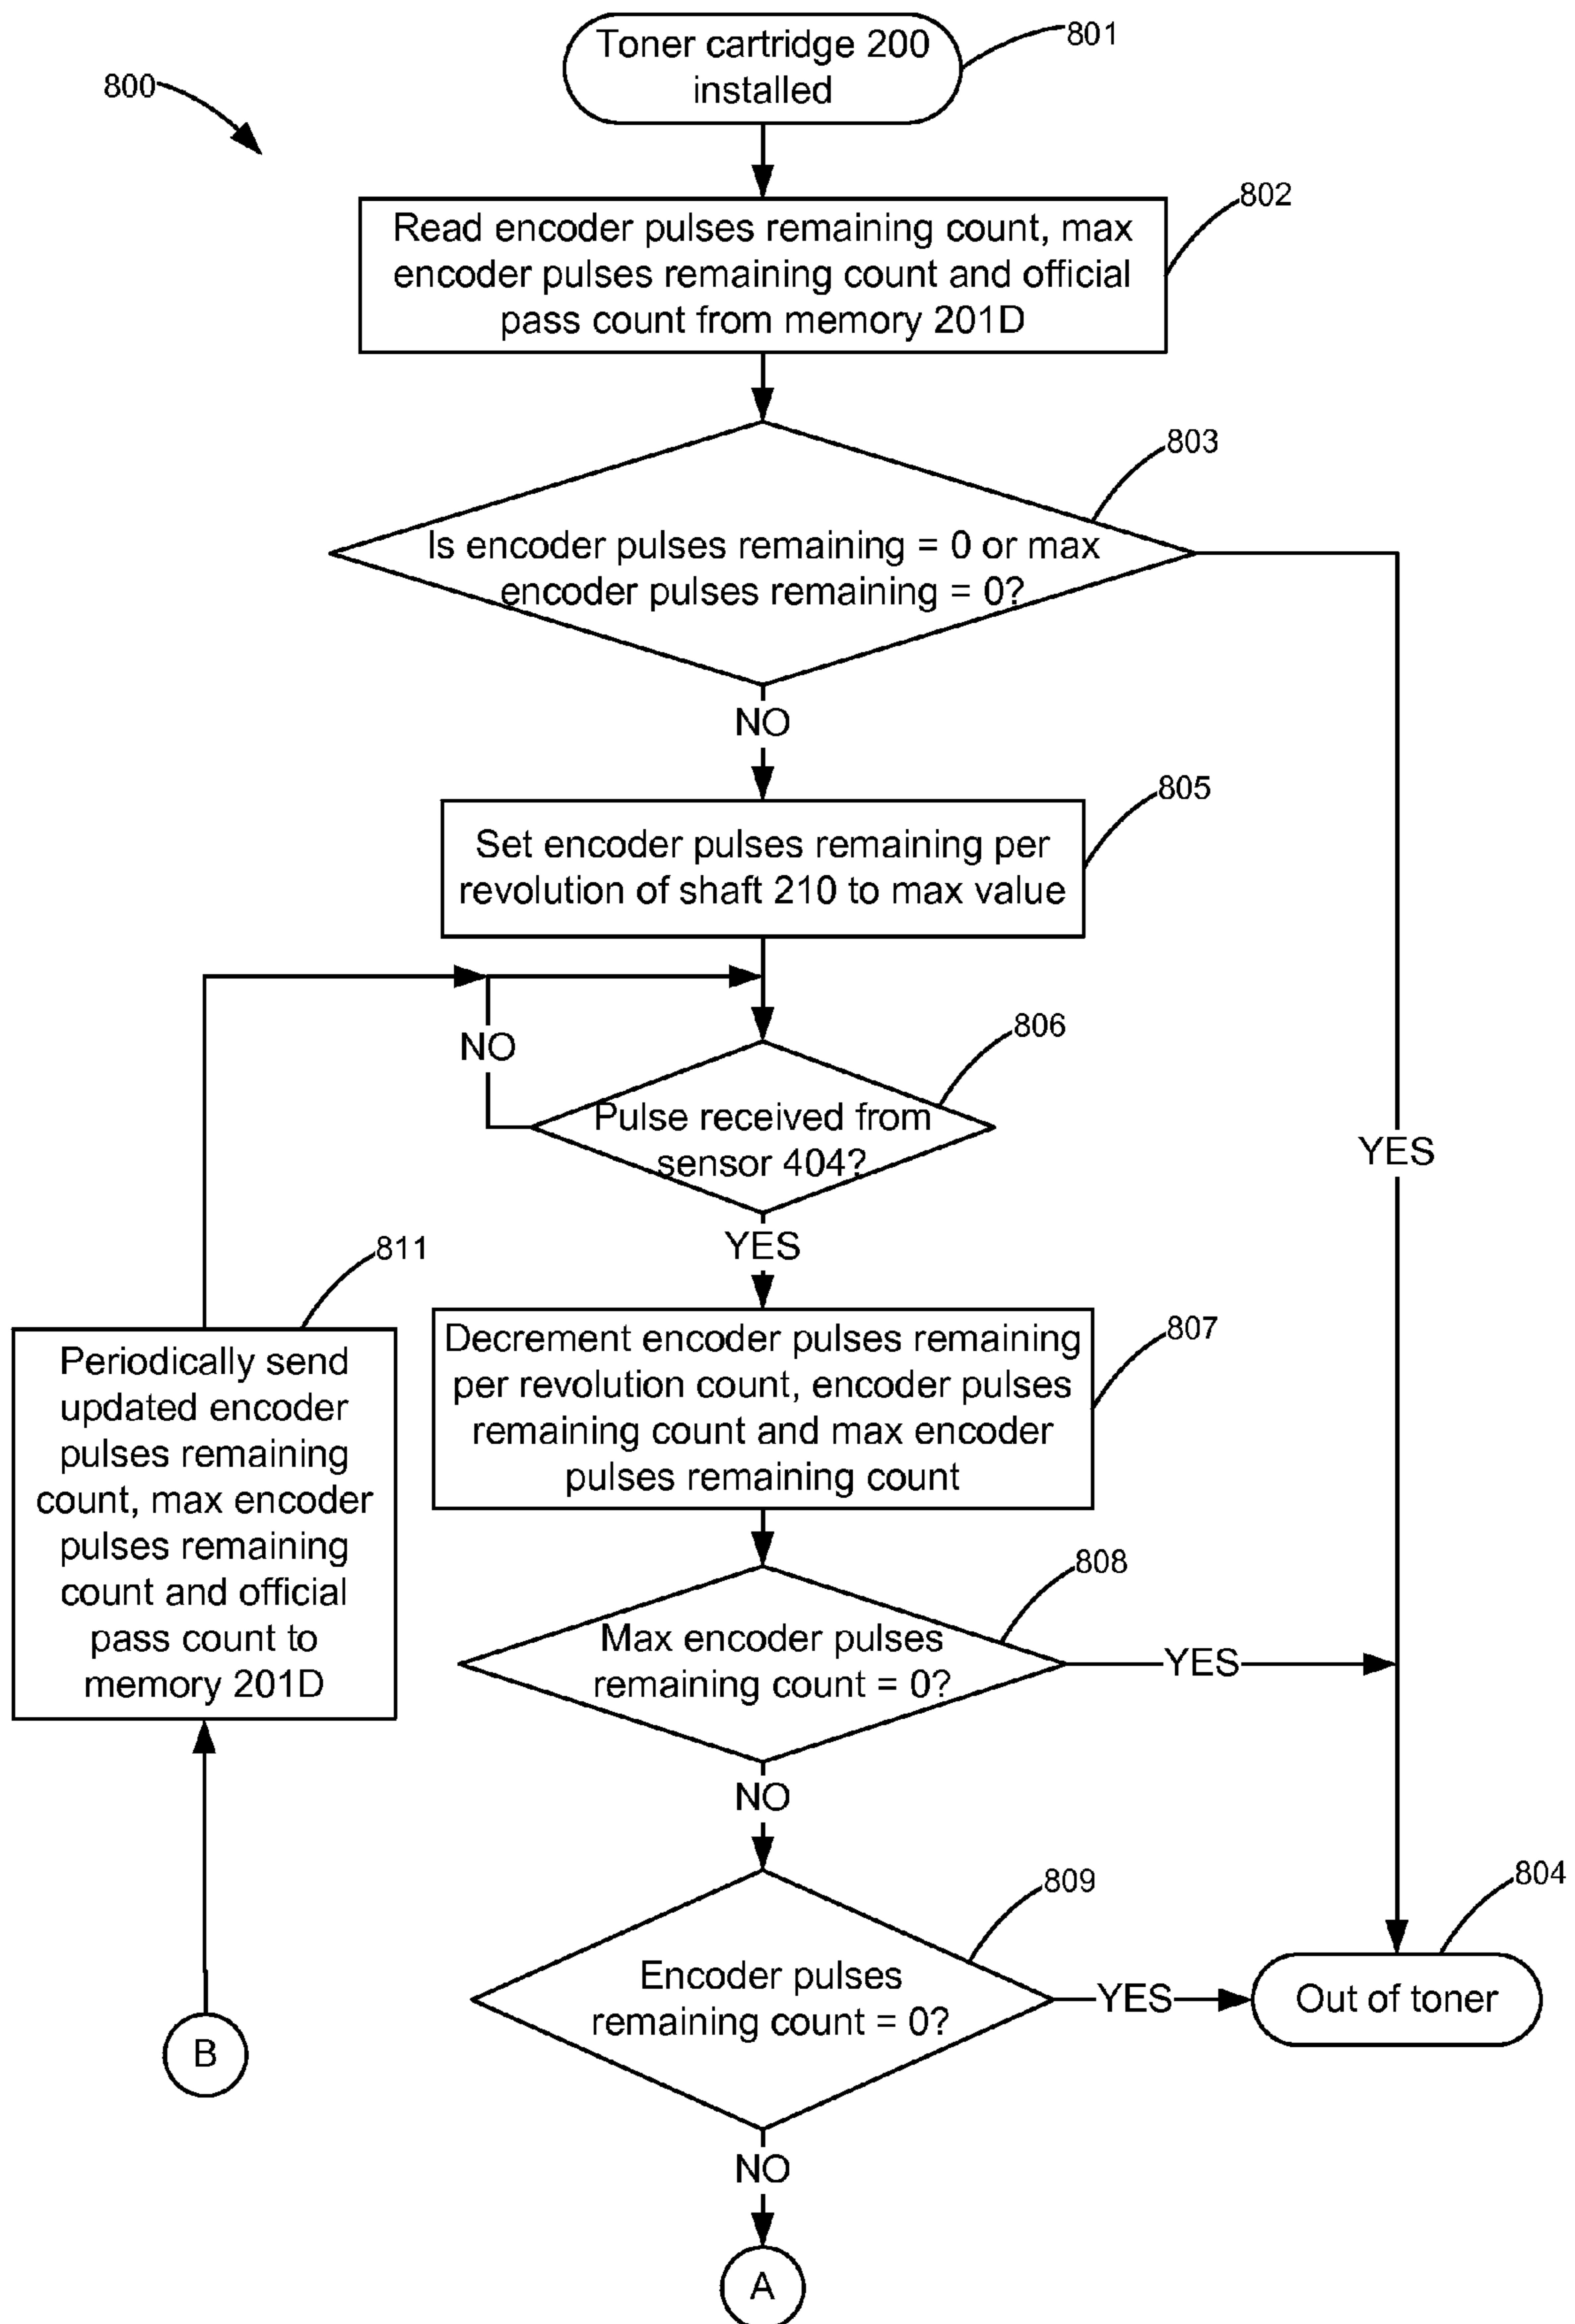 Toner cartridge 200
installed
801
800
802
Read encoder pulses remaining count, max
encoder pulses remaining count and official
pass count from memory 201D
803
Is encoder pulses remaining = 0 or max
encoder pulses remaining = 0?
NO
805
Set encoder pulses remaining per
revolution of shaft 210 to max value
NO
806
Pulse received from
sensor 404?
YES
YES
811
Periodically send
updated encoder
pulses remaining
count, max encoder
pulses remaining
count and official
pass count to
memory 201D
807
Decrement encoder pulses remaining
per revolution count, encoder pulses
remaining count and max encoder
pulses remaining count
808
Max encoder pulses
remaining count = 0?
YES
NO
809
Encoder pulses
remaining count = 0?
YES
804
Out of toner
B
NO
A